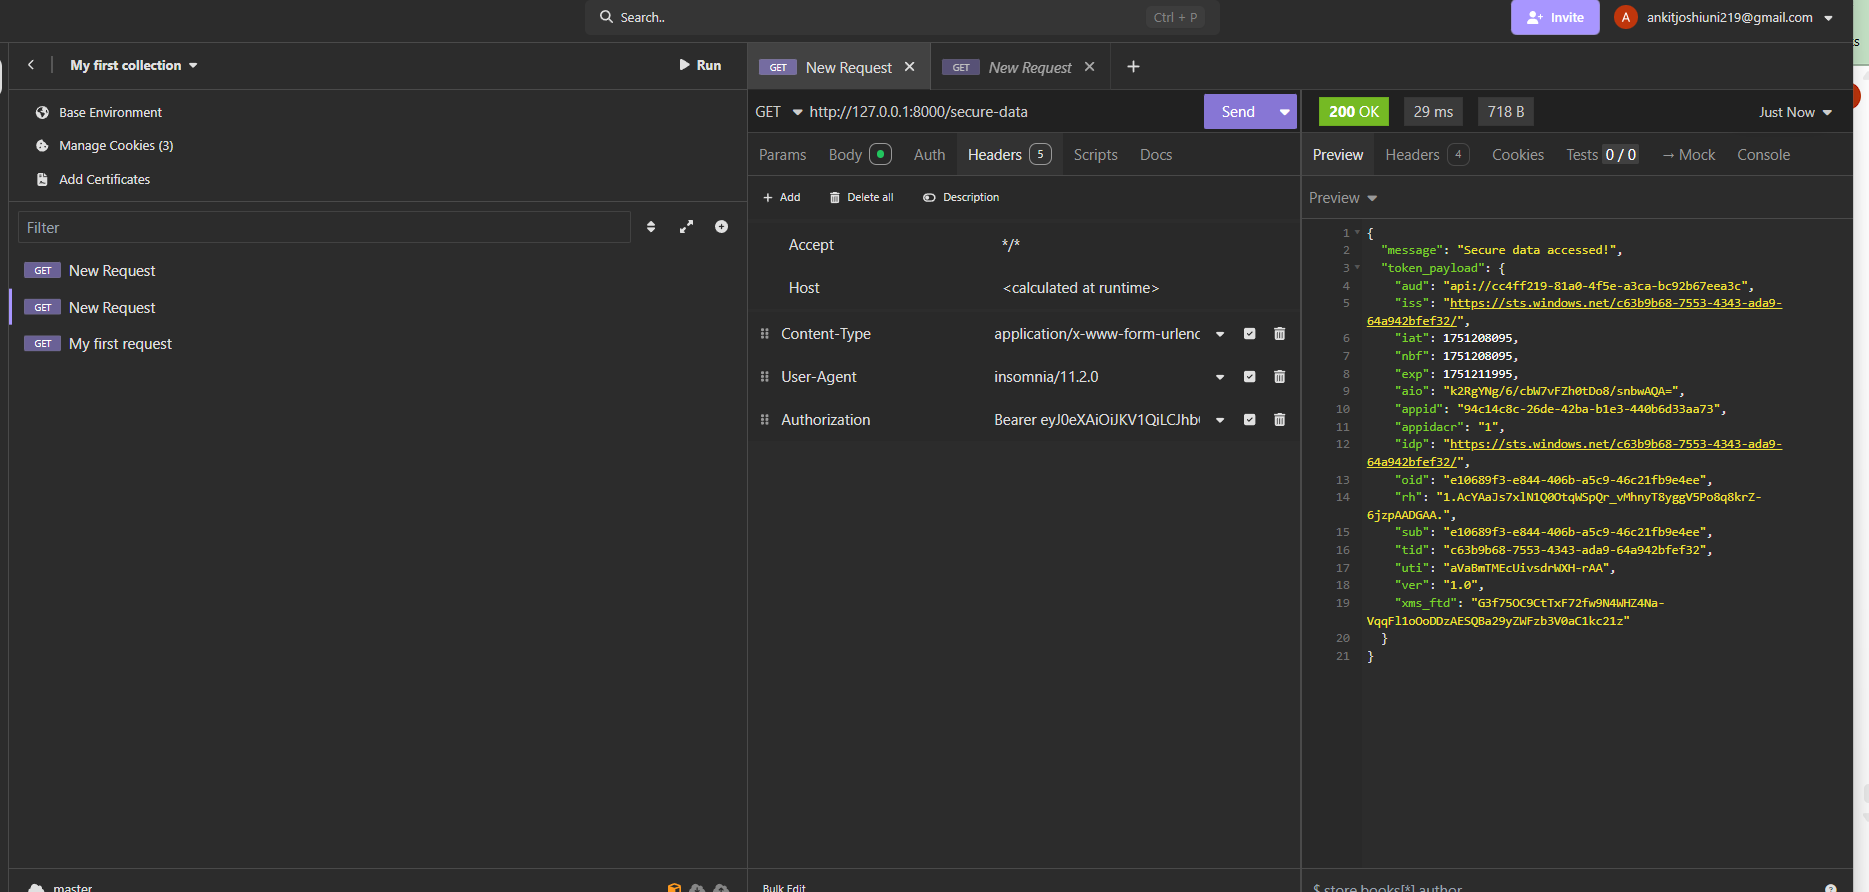 Search..
Ctrl + P
Invite
A
ankitjoshiuni219@gmail.com
My first collection
Run
GET New Request
GET New Request
Base Environment
Manage Cookies (3)
Add Certificates
Filter
GET New Request
GET New Request
GET My first request
master
GET http://127.0.0.1:8000/secure-data
Send
Params Body Auth Headers 5 Scripts Docs
Add Delete all Description
Accept */*
Host <calculated at runtime>
Content-Type application/x-www-form-urlenc
User-Agent insomnia/11.2.0
Authorization Bearer eyJ0eXAiOiJKV1QiLCJhb
Bulk Edit
200 OK 29 ms 718 B Just Now
Preview Headers 4 Cookies Tests 0 / 0 → Mock Console
Preview
1 {
2 "message": "Secure data accessed!",
3 "token_payload": {
4 "aud": "api://cc4ff219-81a0-4f5e-a3ca-bc92b67eea3c",
5 "iss": "https://sts.windows.net/c63b9b68-7553-4343-ada9-
64a942bfef32/",
6 "iat": 1751208095,
7 "nbf": 1751208095,
8 "exp": 1751211995,
9 "aio": "k2RgYNg/6/cbW7vFZh0tDo8/snbwAQA=",
10 "appid": "94c14c8c-26de-42ba-b1e3-440b6d33aa73",
11 "appidacr": "1",
12 "idp": "https://sts.windows.net/c63b9b68-7553-4343-ada9-
64a942bfef32/",
13 "oid": "e10689f3-e844-406b-a5c9-46c21fb9e4ee",
14 "rh": "1.AcYAaJs7xlN1Q0OtqWSpQr_vMhnyT8yggV5Po8q8krZ-
6jzpAADGAA.",
15 "sub": "e10689f3-e844-406b-a5c9-46c21fb9e4ee",
16 "tid": "c63b9b68-7553-4343-ada9-64a942bfef32",
17 "uti": "aVaBmTMEcUivsdrWXH-rAA",
18 "ver": "1.0",
19 "xms_ftd": "G3f75OC9CtTxF72fw9N4WHZ4Na-
VqqFl1oOoDDzAESQBa29yZWFzb3V0aC1kc21z"
20 }
21 }
$.store.books[*].author